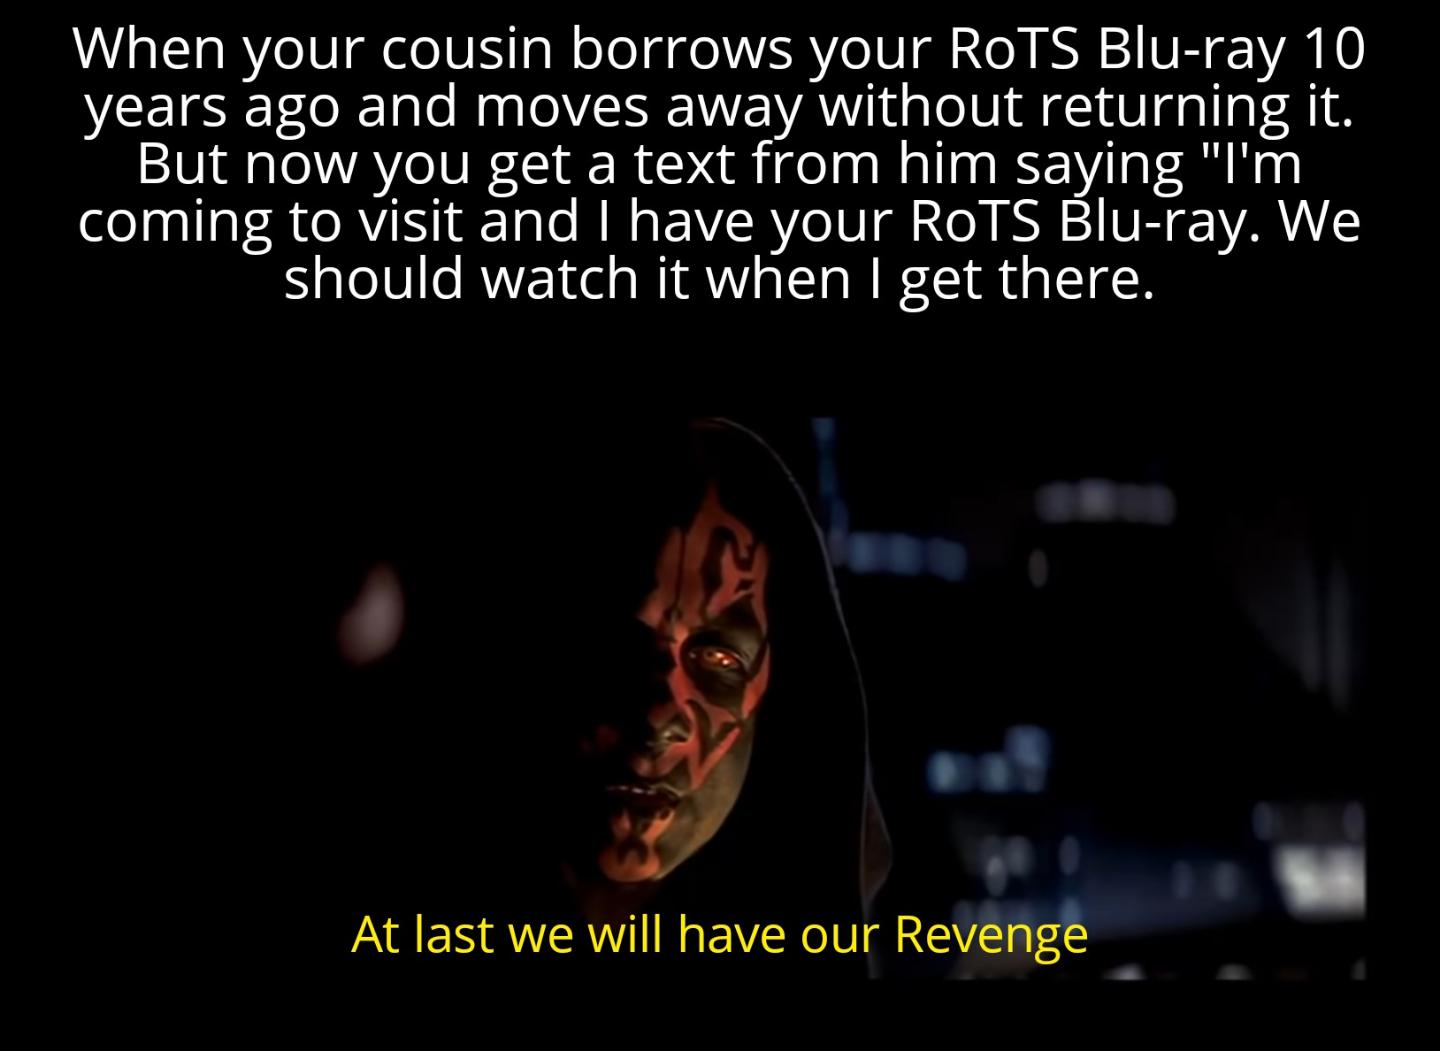 When your cousin borrows your RoTS Blu-ray 10
years ago and moves away without returning it.
But now you get a text from him saying "I'm
coming to visit and I have your RoTS Blu-ray. We
should watch it when I get there.
At last we will have our Revenge